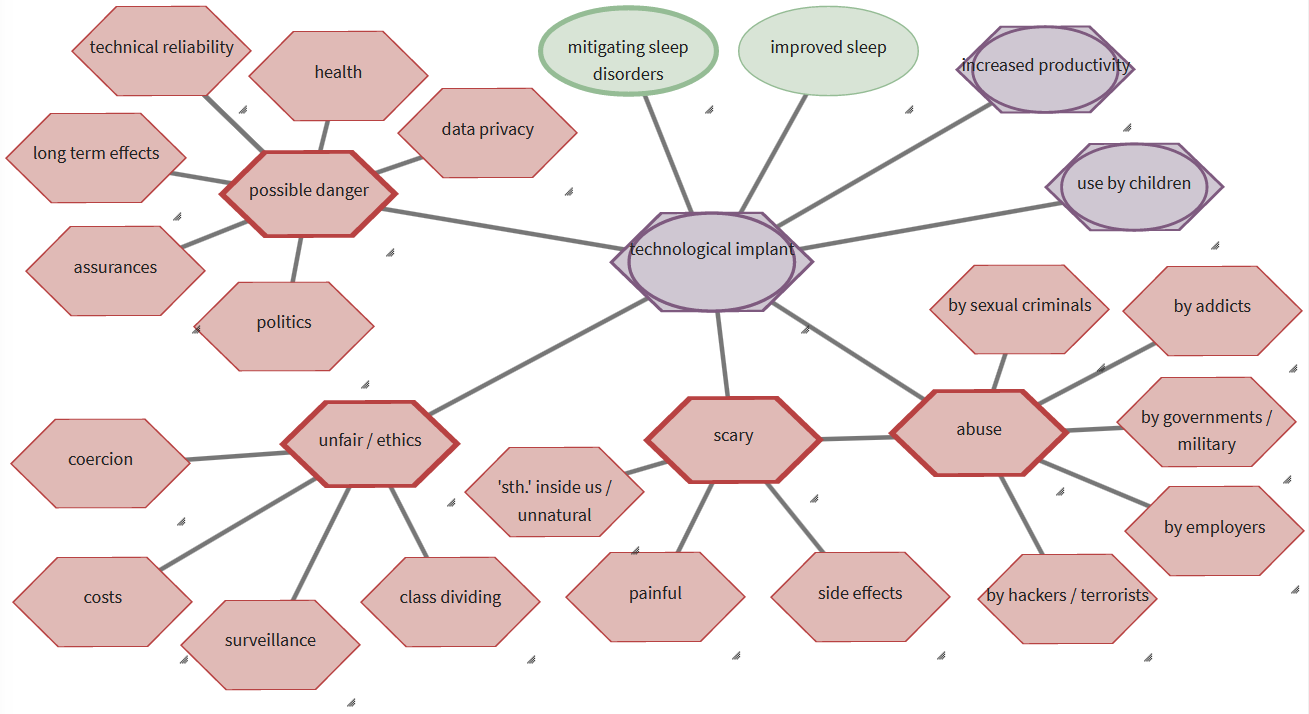 technical reliability
health
mitigating sleep
disorders
improved sleep
increased productivity
data privacy
long term effects
possible danger
use by children
technological implant
assurances
politics
by sexual criminals
by addicts
unfair / ethics
scary
abuse
by governments /
military
coercion
'sth.' inside us /
unnatural
by employers
costs
class dividing
painful
side effects
by hackers / terrorists
surveillance